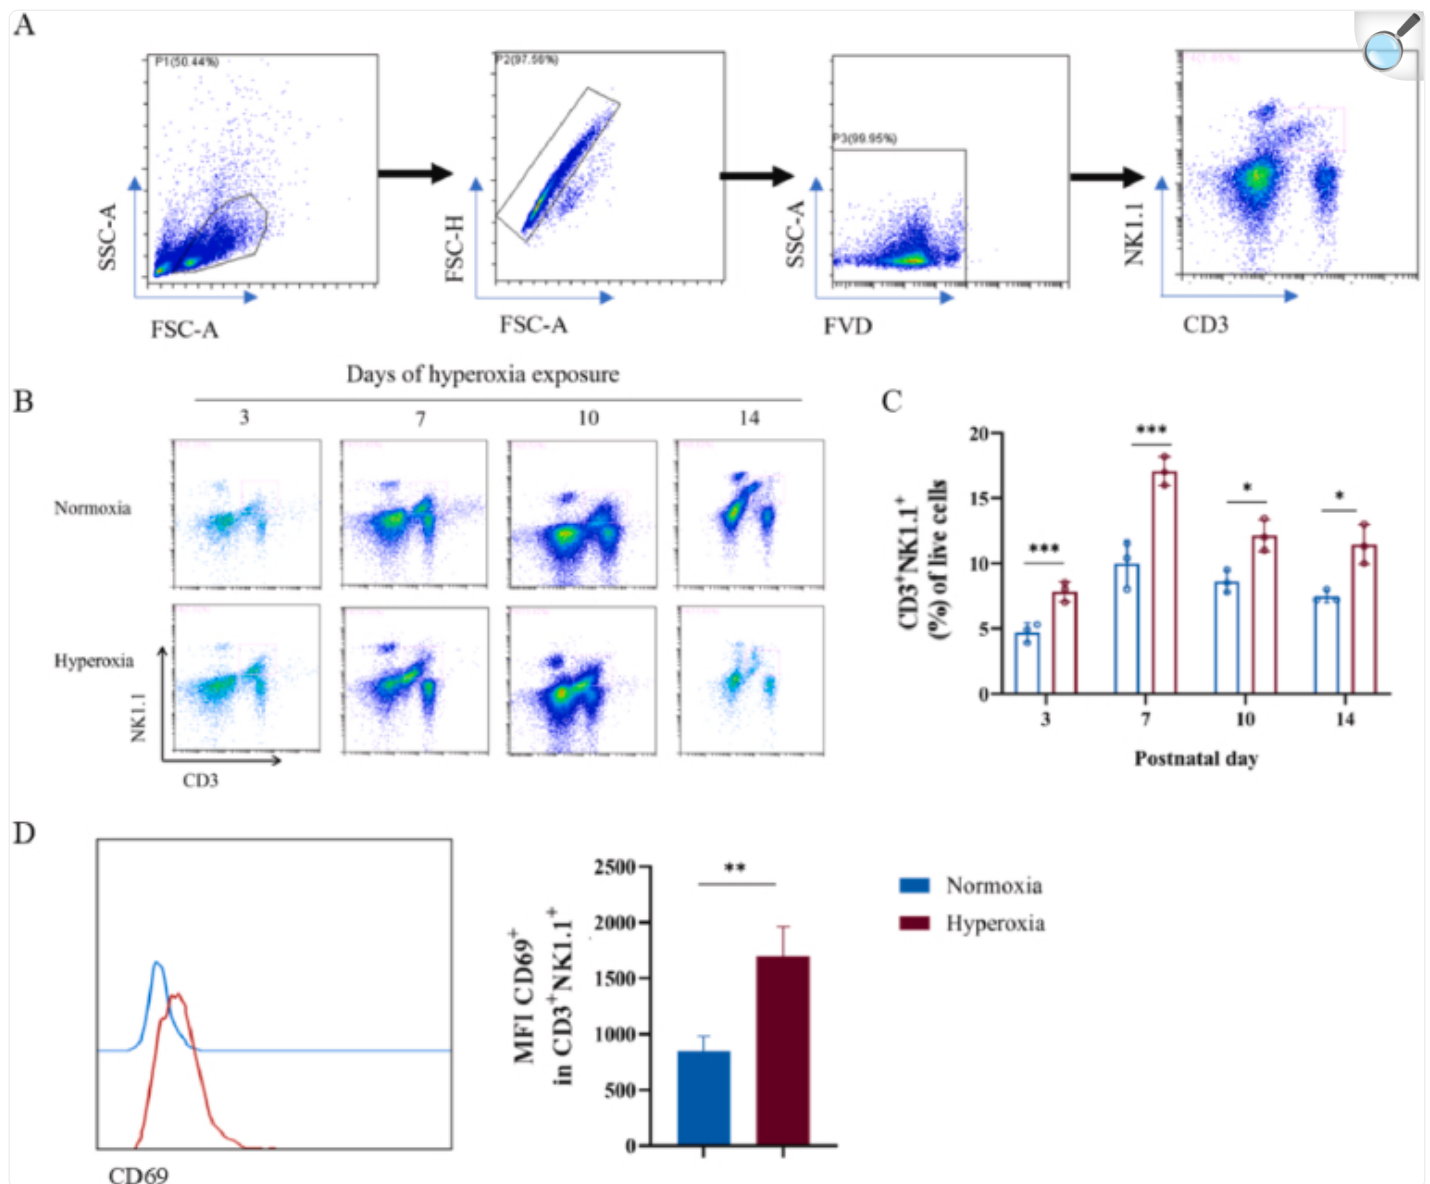 A
P1(50.44%)
SSC-A
FSC-A
P2(97.56%)
FSC-H
FSC-A
P3(99.95%)
SSC-A
FVD
NK1.1
CD3
B
Days of hyperoxia exposure
3
7
10
14
Normoxia
Hyperoxia
NK1.1
CD3
C
CD3⁺NK1.1⁺
(%) of live cells
20
15
10
5
0
***
***
*
*
3
7
10
14
Postnatal day
D
CD69
MFI CD69⁺
in CD3⁺NK1.1⁺
2500
2000
1500
1000
500
0
**
Normoxia
Hyperoxia